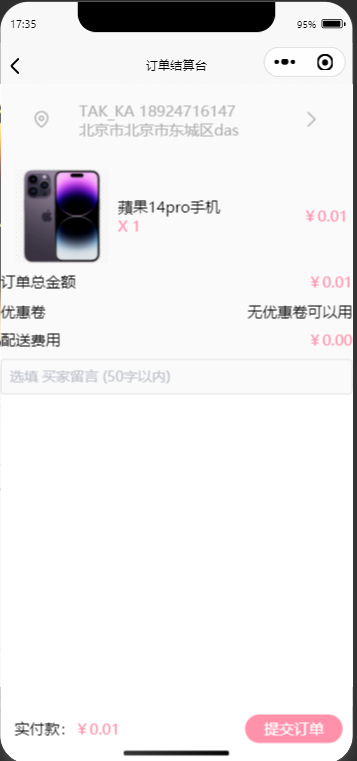 17:35
95%
订单结算台
TAK_KA 18924716147
北京市北京市东城区das
蘋果14pro手机
¥0.01
X 1
订单总金额 ¥0.01
优惠卷 无优惠卷可以用
配送费用 ¥0.00
选填 买家留言 (50字以内)
实付款: ¥0.01
提交订单